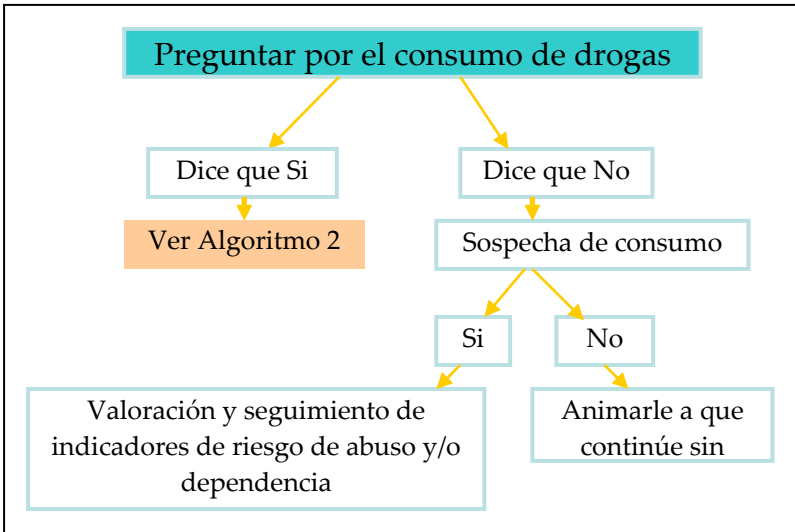 Preguntar por el consumo de drogas
Dice que Si
Dice que No
Ver Algoritmo 2
Sospecha de consumo
Si
No
Valoración y seguimiento de
indicadores de riesgo de abuso y/o
dependencia
Animarle a que
continúe sin